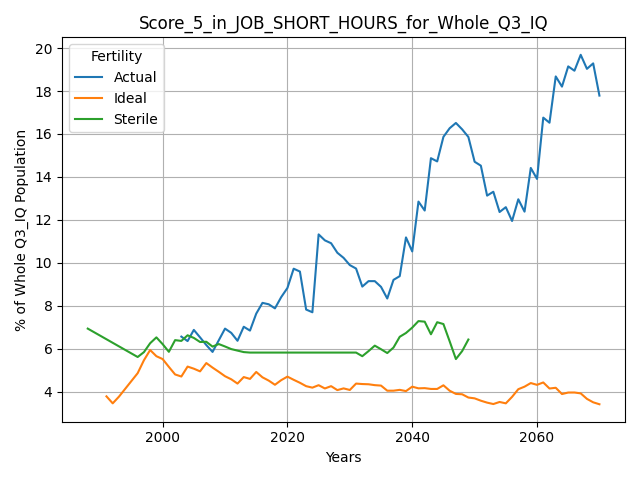 Score_5_in_JOB_SHORT_HOURS_for_Whole_Q3_IQ
Fertility
Actual
Ideal
Sterile
% of Whole Q3_IQ Population
20
18
16
14
12
10
8
6
4
2000
2020
2040
2060
Years